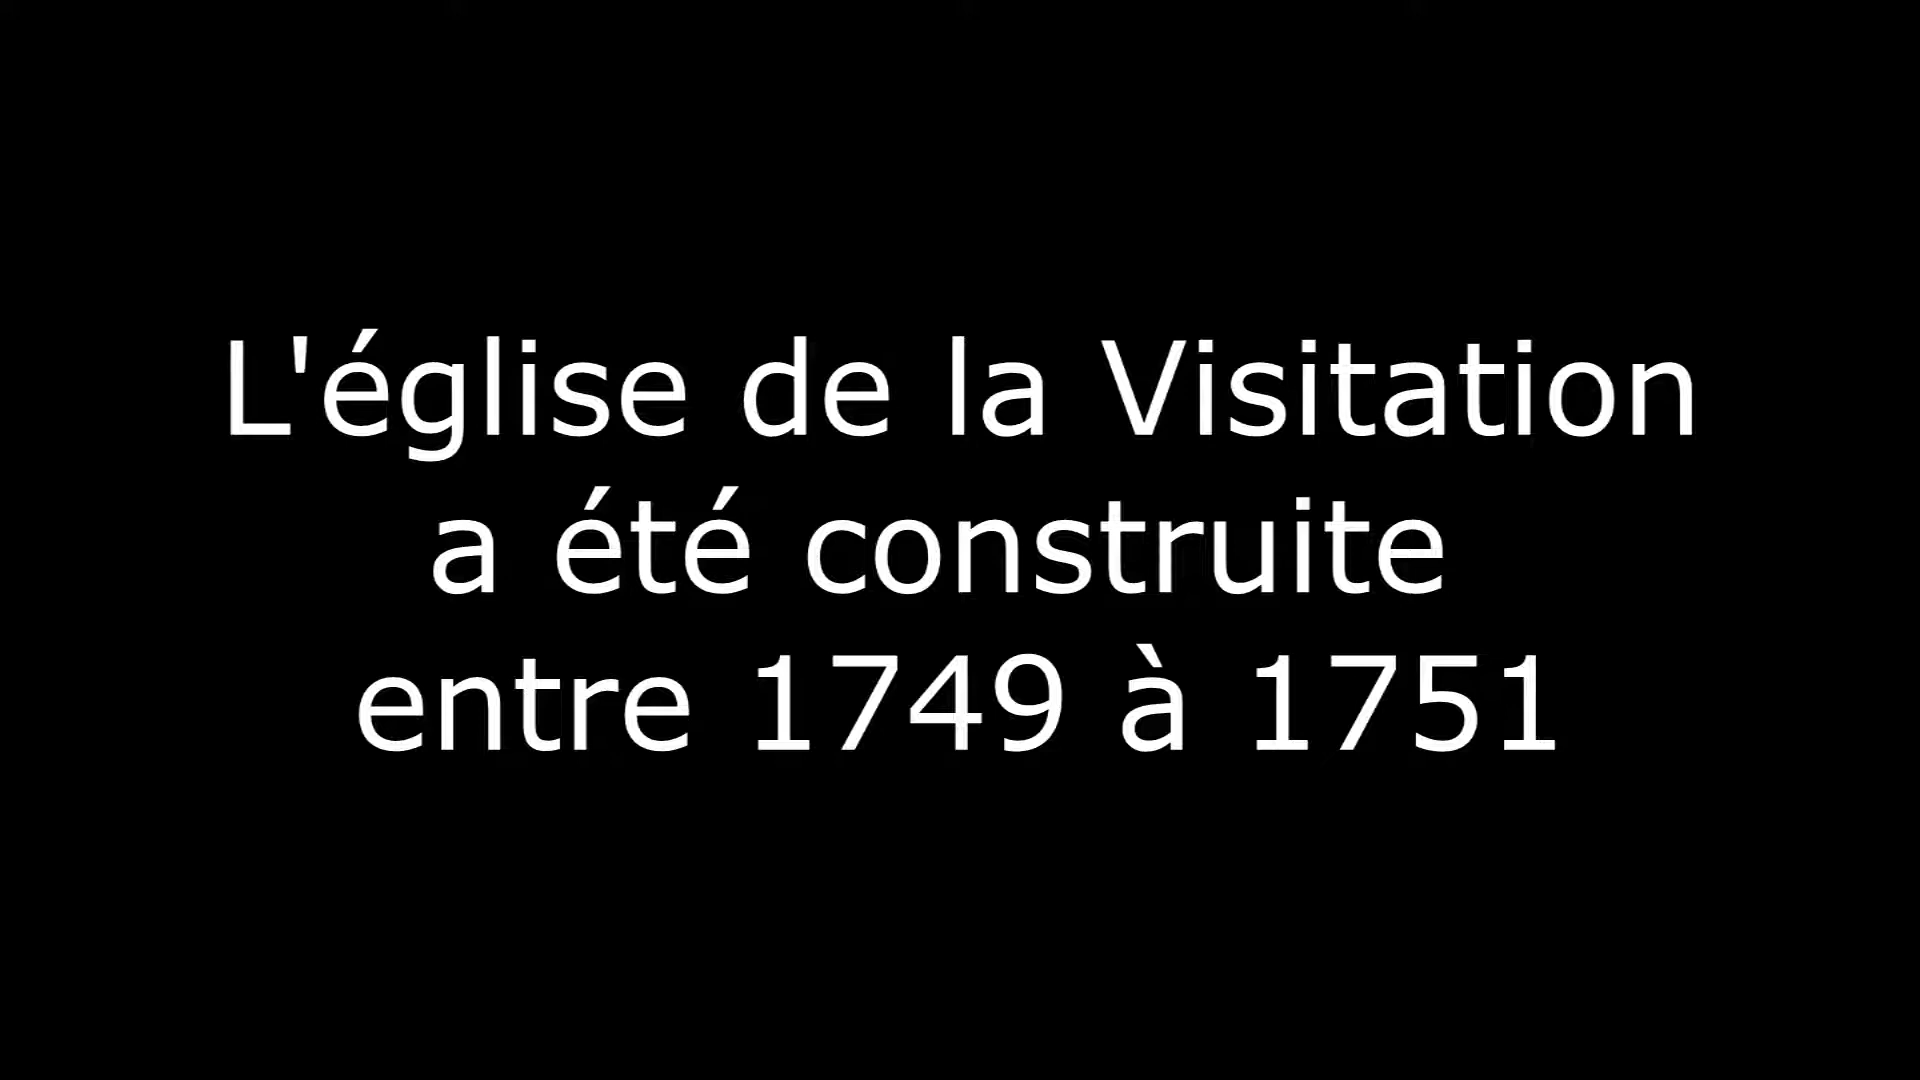 L'église de la Visitation
a été construite
entre 1749 à 1751